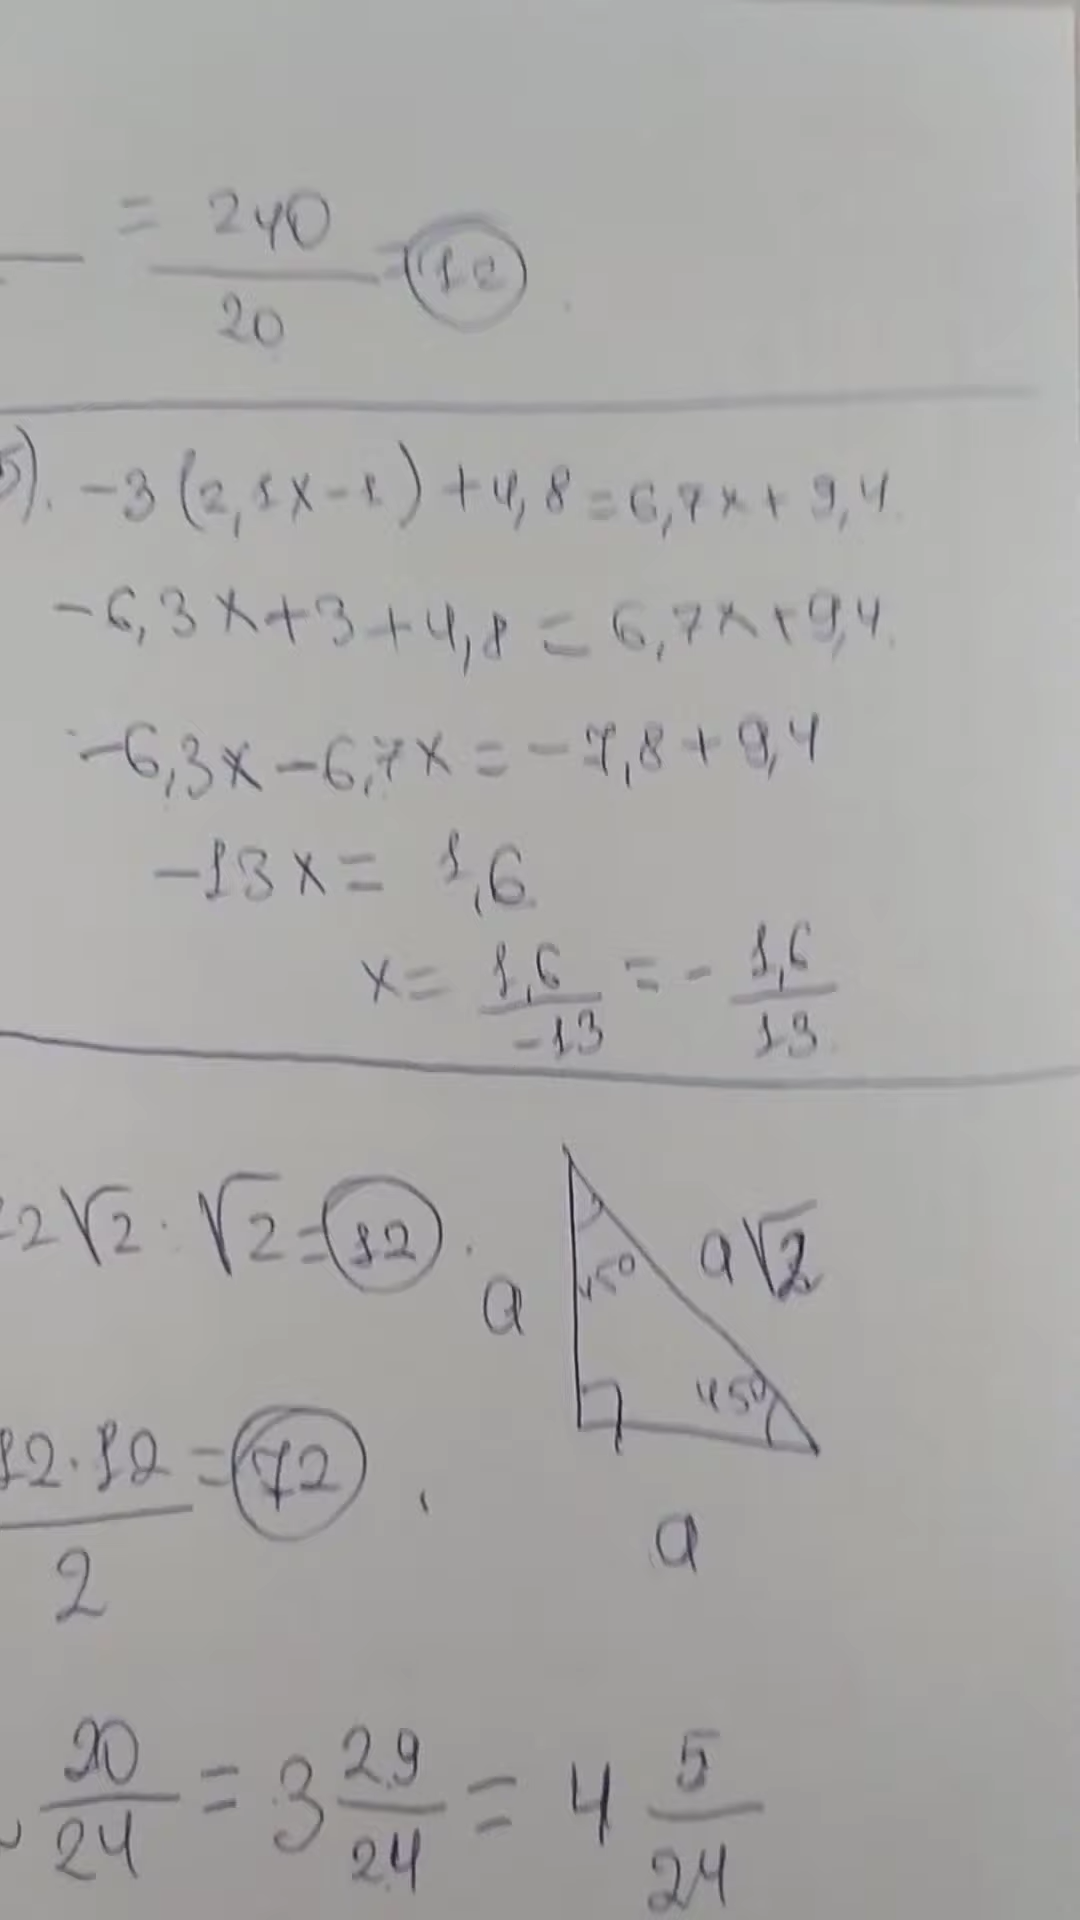 = 240/20 = 12
5). -3(2,1x-1)+4,8=6,7x+9,4
-6,3x+3+4,8=6,7x+9,4
-6,3x-6,7x=-7,8+9,4
-13x= 1,6
x= 1,6/-13 = - 1,6/13
2√2 · √2=12
45° a√2
a
45°
12·12/2 = 72
a
20/24 = 3 29/24 = 4 5/24